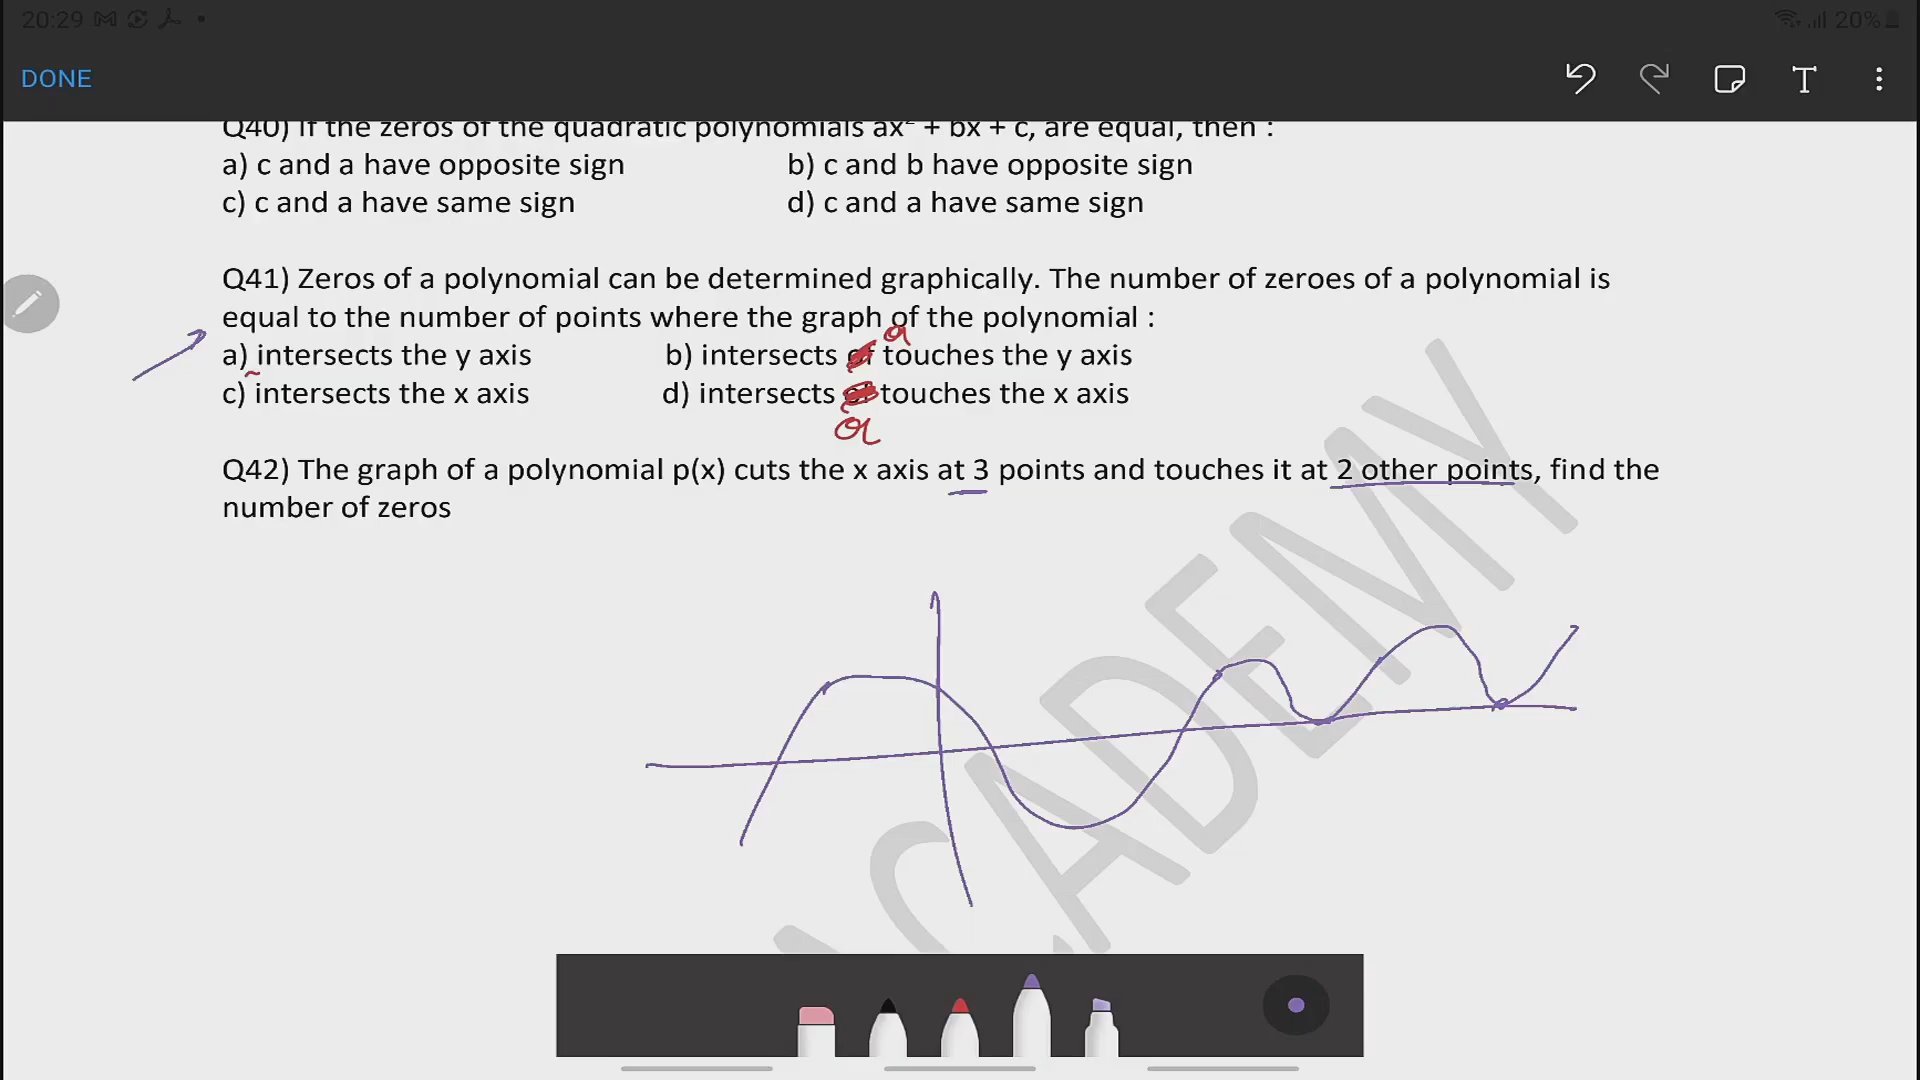 20:29
20%
DONE
Q40) If the zeros of the quadratic polynomials ax² + bx + c, are equal, then :
a) c and a have opposite sign b) c and b have opposite sign
c) c and a have same sign d) c and a have same sign
Q41) Zeros of a polynomial can be determined graphically. The number of zeroes of a polynomial is
equal to the number of points where the graph of the polynomial :
a) intersects the y axis b) intersects or touches the y axis
c) intersects the x axis d) intersects or touches the x axis
Q42) The graph of a polynomial p(x) cuts the x axis at 3 points and touches it at 2 other points, find the
number of zeros
ACADEMY